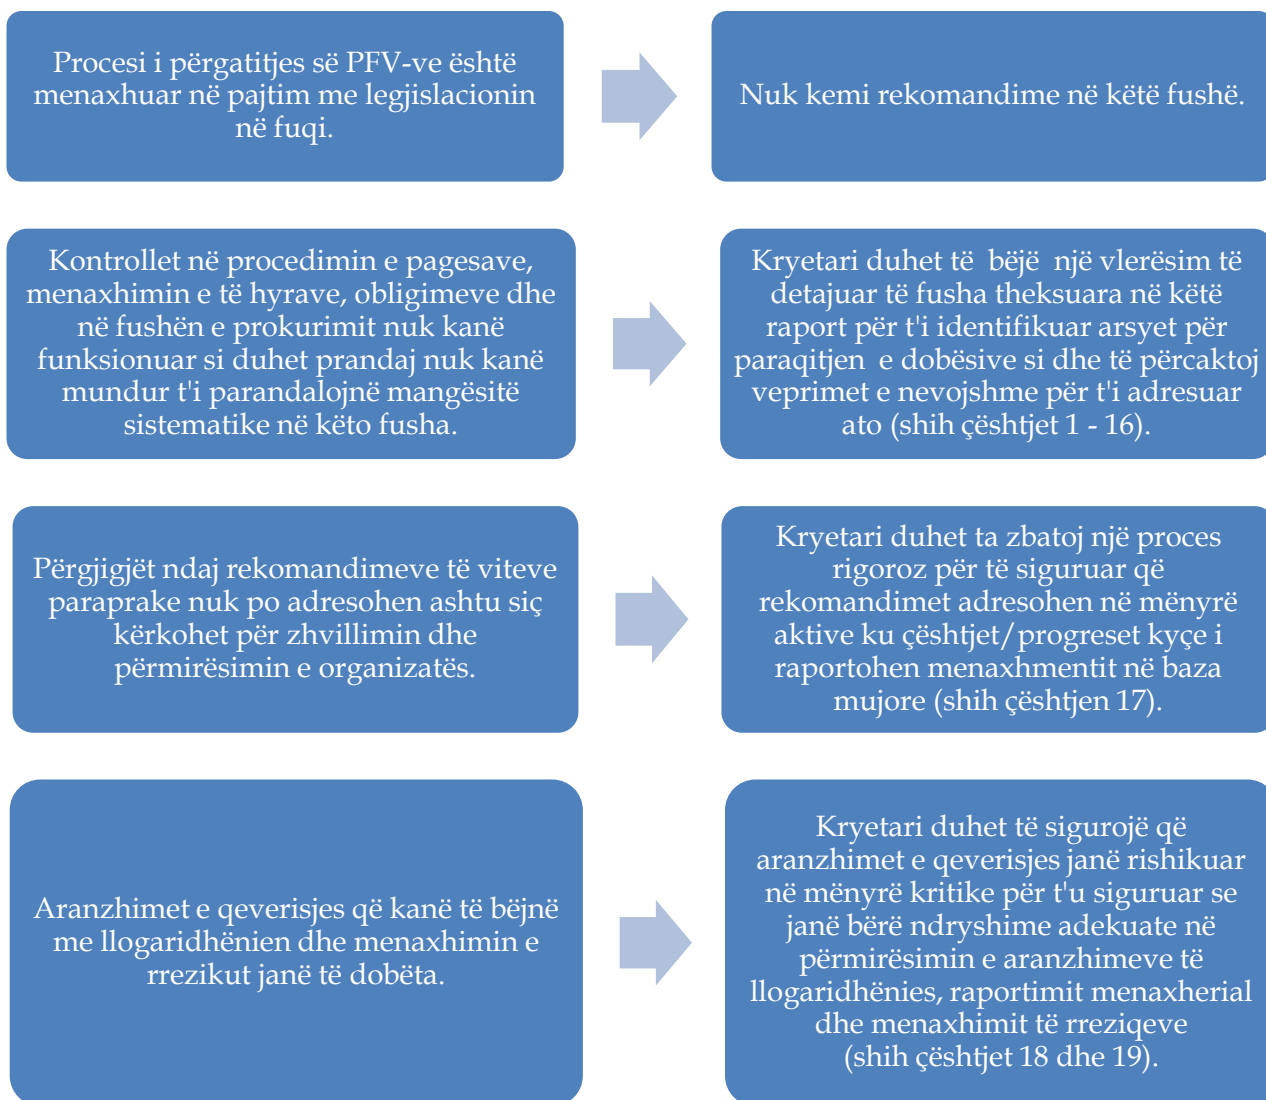 Procesi i përgatitjes së PFV-ve është
menaxhuar në pajtim me legjislacionin
në fuqi.
Nuk kemi rekomandime në këtë fushë.
Kontrollet në procedimin e pagesave,
menaxhimin e të hyrave, obligimeve dhe
në fushën e prokurimit nuk kanë
funksionuar si duhet prandaj nuk kanë
mundur t'i parandalojnë mangësitë
sistematike në këto fusha.
Kryetari duhet të bëjë një vlerësim të
detajuar të fusha theksuara në këtë
raport për t'i identifikuar arsyet për
paraqitjen e dobësive si dhe të përcaktoj
veprimet e nevojshme për t'i adresuar
ato (shih çështjet 1 - 16).
Përgjigjët ndaj rekomandimeve të viteve
paraprake nuk po adresohen ashtu siç
kërkohet për zhvillimin dhe
përmirësimin e organizatës.
Kryetari duhet ta zbatoj një proces
rigoroz për të siguruar që
rekomandimet adresohen në mënyrë
aktive ku çështjet/progreset kyçe i
raportohen menaxhmentit në baza
mujore (shih çështjen 17).
Aranzhimet e qeverisjes që kanë të bëjnë
me llogaridhënien dhe menaxhimin e
rrezikut janë të dobëta.
Kryetari duhet të sigurojë që
aranzhimet e qeverisjes janë rishikuar
në mënyrë kritike për t'u siguruar se
janë bërë ndryshime adekuate në
përmirësimin e aranzhimeve të
llogaridhënies, raportimit menaxherial
dhe menaxhimit të rreziqeve
(shih çështjet 18 dhe 19).